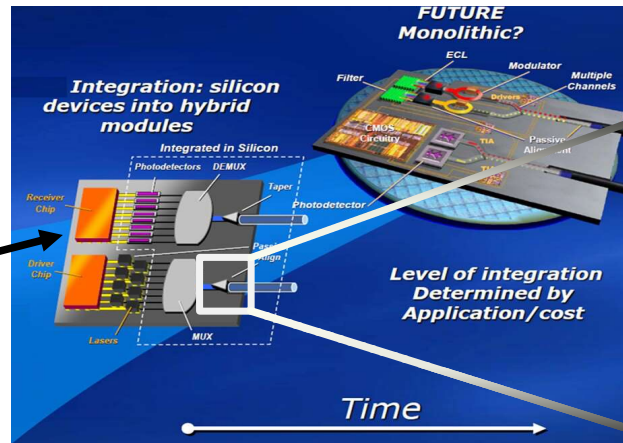 FUTURE
Monolithic?
ECL
Modulator
Filter
Multiple
Channels
Drivers
CMOS
Circuitry
TIA
Passive
Alignment
Photodetector
Integration: silicon
devices into hybrid
modules
Integrated in Silicon
Photodetectors
DEMUX
Taper
Receiver
Chip
Driver
Chip
Lasers
MUX
Level of integration
Determined by
Application/cost
Time